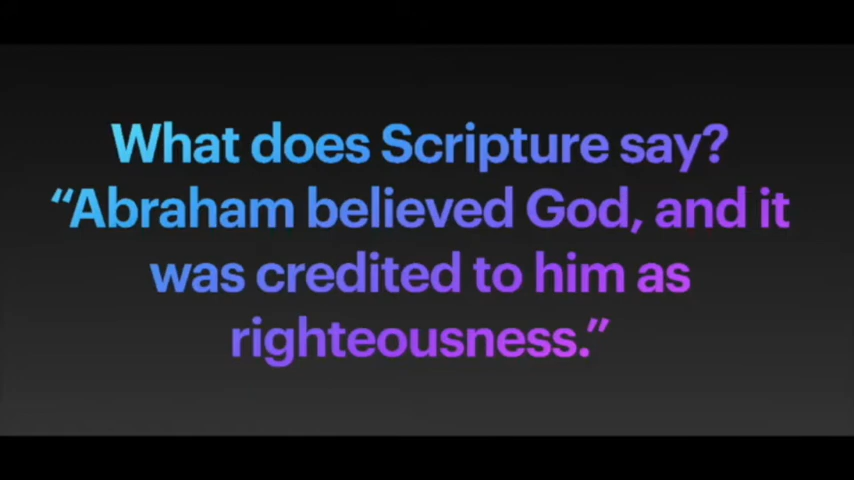 What does Scripture say?
“Abraham believed God, and it
was credited to him as
righteousness.”